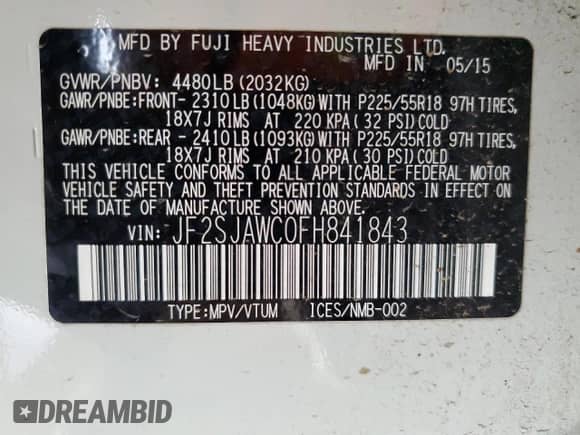 MFD BY FUJI HEAVY INDUSTRIES LTD.
MFD IN 05/15
GVWR/PNBV: 4480LB (2032KG)
GAWR/PNBE:FRONT- 2310LB (1048KG) WITH P225/55R18 97H TIRES,
18X7J RIMS AT 220 KPA (32 PSI) COLD
GAWR/PNBE:REAR - 2410LB (1093KG) WITH P225/55R18 97H TIRES,
18X7J RIMS AT 210 KPA (30 PSI) COLD
THIS VEHICLE CONFORMS TO ALL APPLICABLE FEDERAL MOTOR
VEHICLE SAFETY AND THEFT PREVENTION STANDARDS IN EFFECT ON
THE DATE OF MANUFACTURE SHOWN ABOVE.
VIN: JF2SJAWC0FH841843
TYPE:MPV/VTUM ICES/NMB-002
DREAMBID